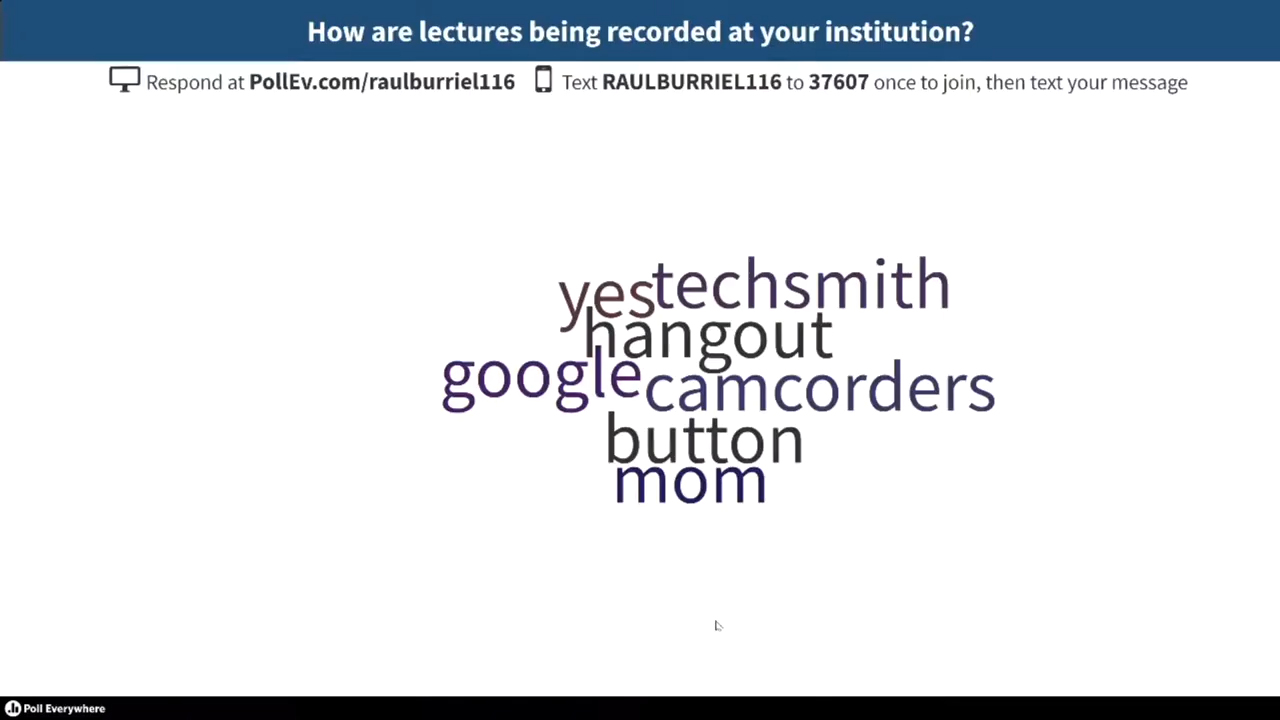 How are lectures being recorded at your institution?
Respond at PollEv.com/raulburriel116 Text RAULBURRIEL116 to 37607 once to join, then text your message
yes techsmith
hangout
google camcorders
button
mom
Poll Everywhere